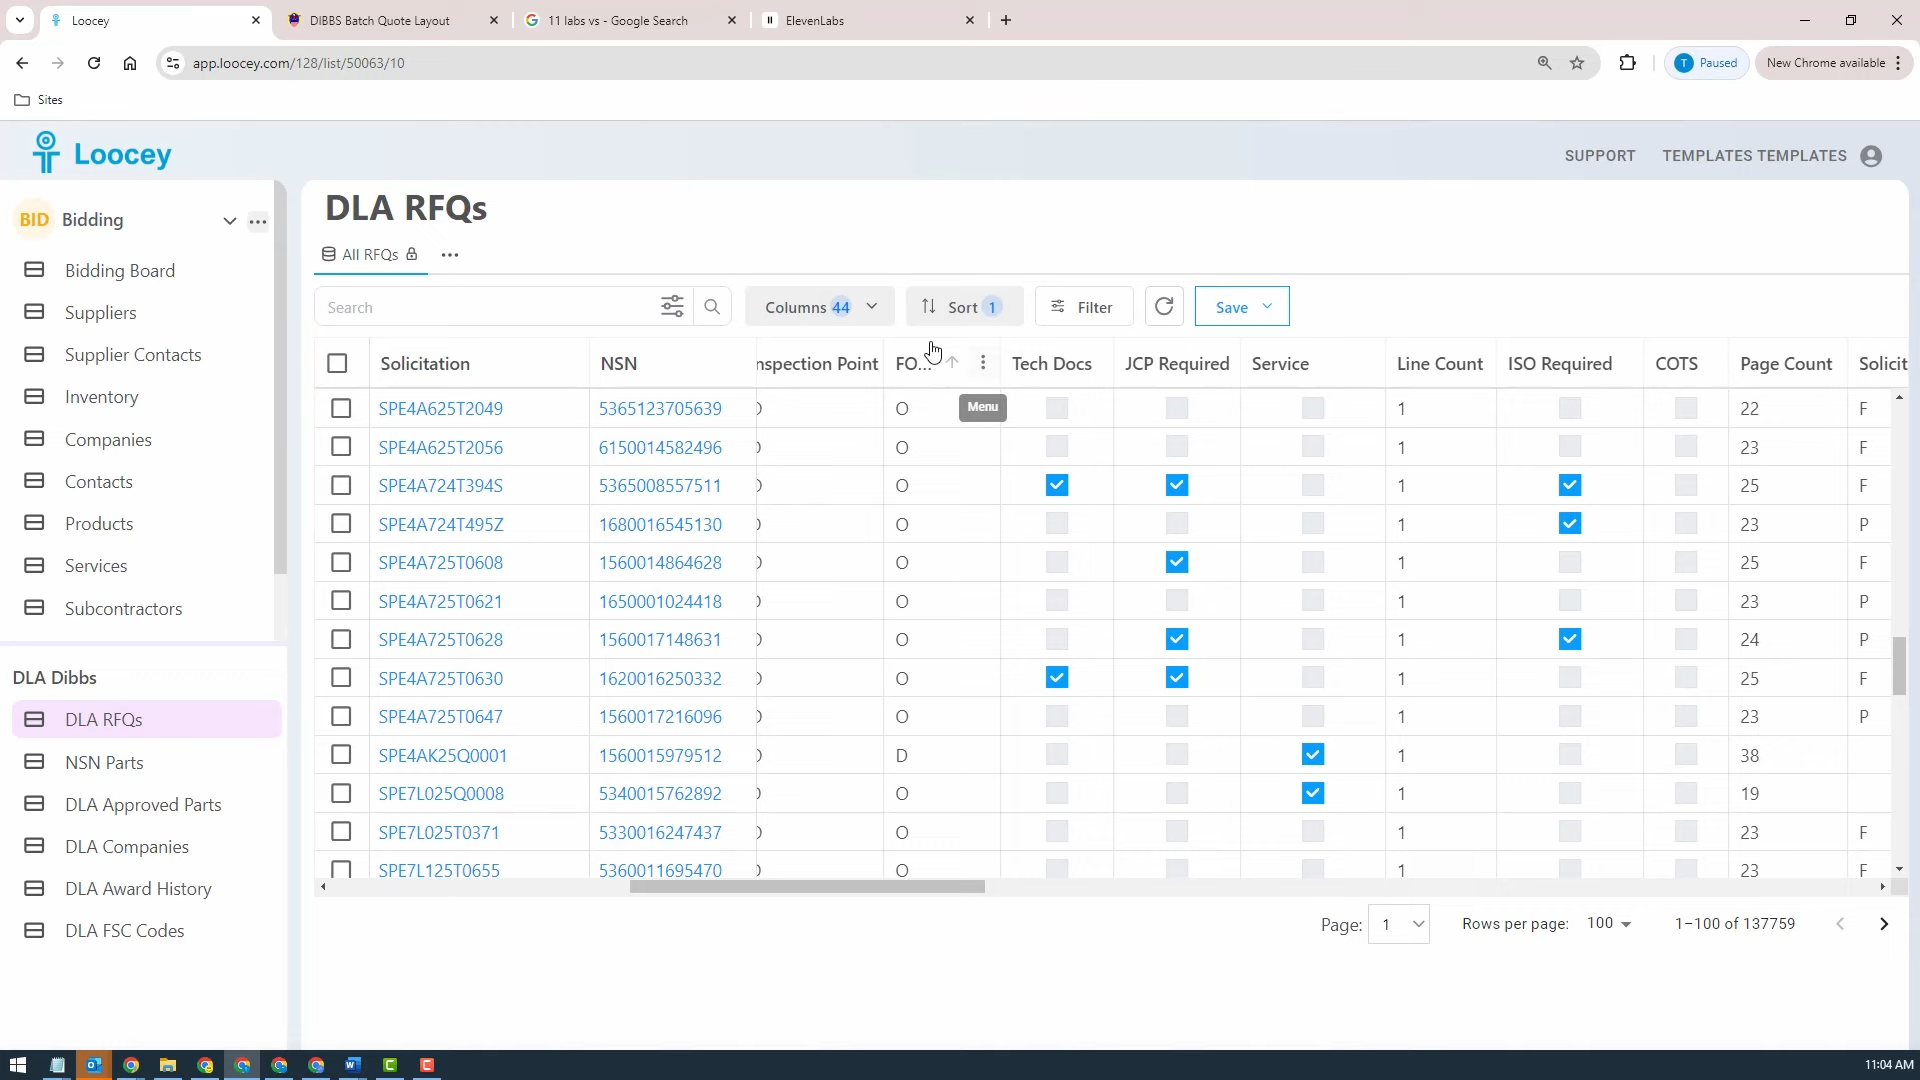 Loocey
DIBBS Batch Quote Layout
11 labs vs - Google Search
ElevenLabs
app.loocey.com/128/list/50063/10
T Paused
New Chrome available
Sites
Loocey
SUPPORT
TEMPLATES TEMPLATES
BID Bidding
Bidding Board
Suppliers
Supplier Contacts
Inventory
Companies
Contacts
Products
Services
Subcontractors
DLA Dibbs
DLA RFQs
NSN Parts
DLA Approved Parts
DLA Companies
DLA Award History
DLA FSC Codes
DLA RFQs
All RFQs
Search
Columns 44
Sort 1
Filter
Save
Solicitation NSN nspection Point FO... Tech Docs JCP Required Service Line Count ISO Required COTS Page Count Solicit
Menu
SPE4A625T2049 5365123705639 O 1 22 F
SPE4A625T2056 6150014582496 O 1 23 F
SPE4A724T394S 5365008557511 O 1 25 F
SPE4A724T495Z 1680016545130 O 1 23 P
SPE4A725T0608 1560014864628 O 1 25 F
SPE4A725T0621 1650001024418 O 1 23 P
SPE4A725T0628 1560017148631 O 1 24 P
SPE4A725T0630 1620016250332 O 1 25 F
SPE4A725T0647 1560017216096 O 1 23 P
SPE4AK25Q0001 1560015979512 D 1 38
SPE7L025Q0008 5340015762892 O 1 19
SPE7L025T0371 5330016247437 O 1 23 F
SPE7L125T0655 5360011695470 O 1 23 F
Page: 1
Rows per page: 100
1–100 of 137759
11:04 AM